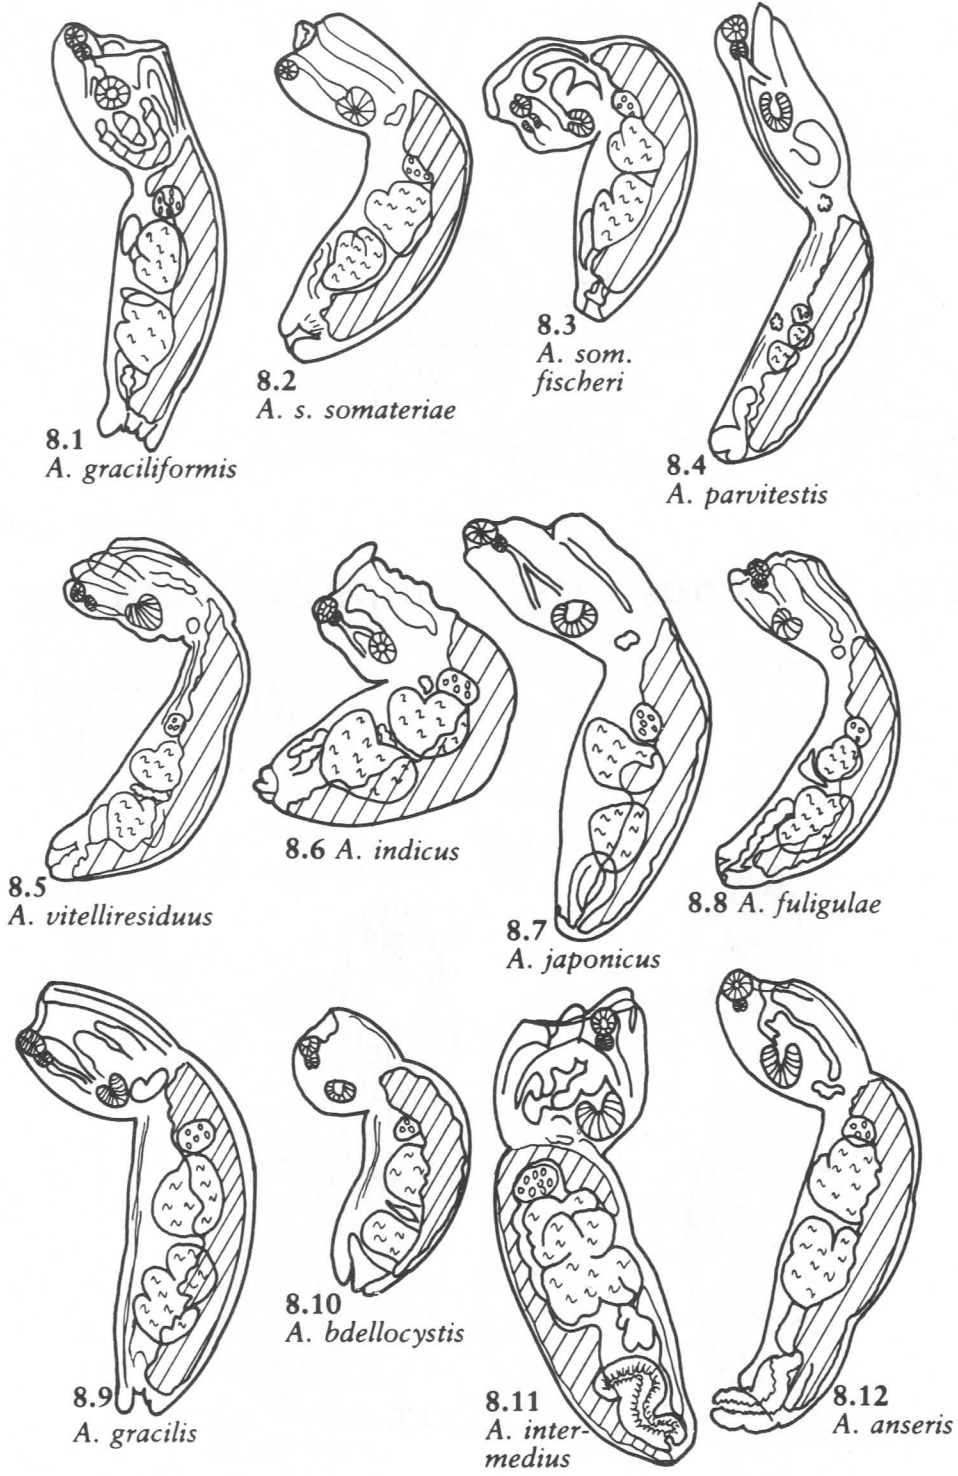 8.1
A. graciliformis
8.2
A. s. somateriae
8.3
A. som.
fischeri
8.4
A. parvitestis
8.5
A. vitelliresiduus
8.6 A. indicus
8.7
A. japonicus
8.8 A. fuligulae
8.9
A. gracilis
8.10
A. bdellocystis
8.11
A. inter-
medius
8.12
A. anseris